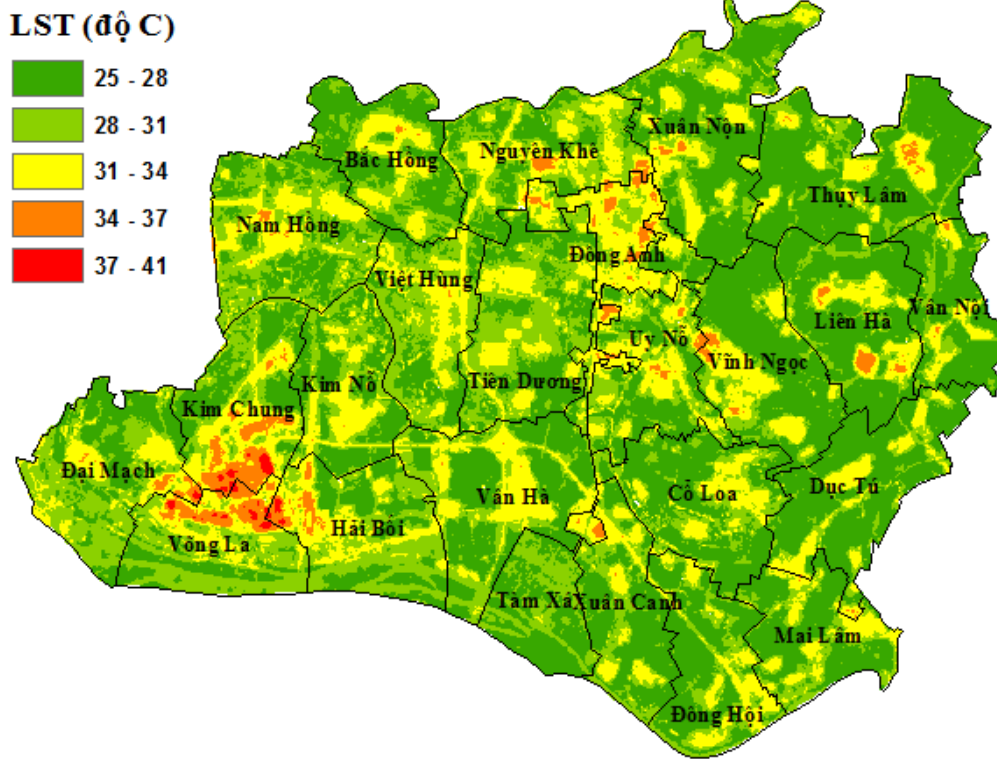 LST (độ C)
25 - 28
28 - 31
31 - 34
34 - 37
37 - 41
Xuân Nộn
Nguyên Khê
Bắc Hồng
Thụy Lâm
Nam Hồng
Đông Anh
Việt Hùng
Vân Nội
Liên Hà
Uy Nỗ
Vĩnh Ngọc
Kim Nỗ
Tiên Dương
Kim Chung
Đại Mạch
Dục Tú
Cổ Loa
Vân Hà
Hải Bối
Võng La
Tàm Xá
Xuân Canh
Mai Lâm
Đông Hội